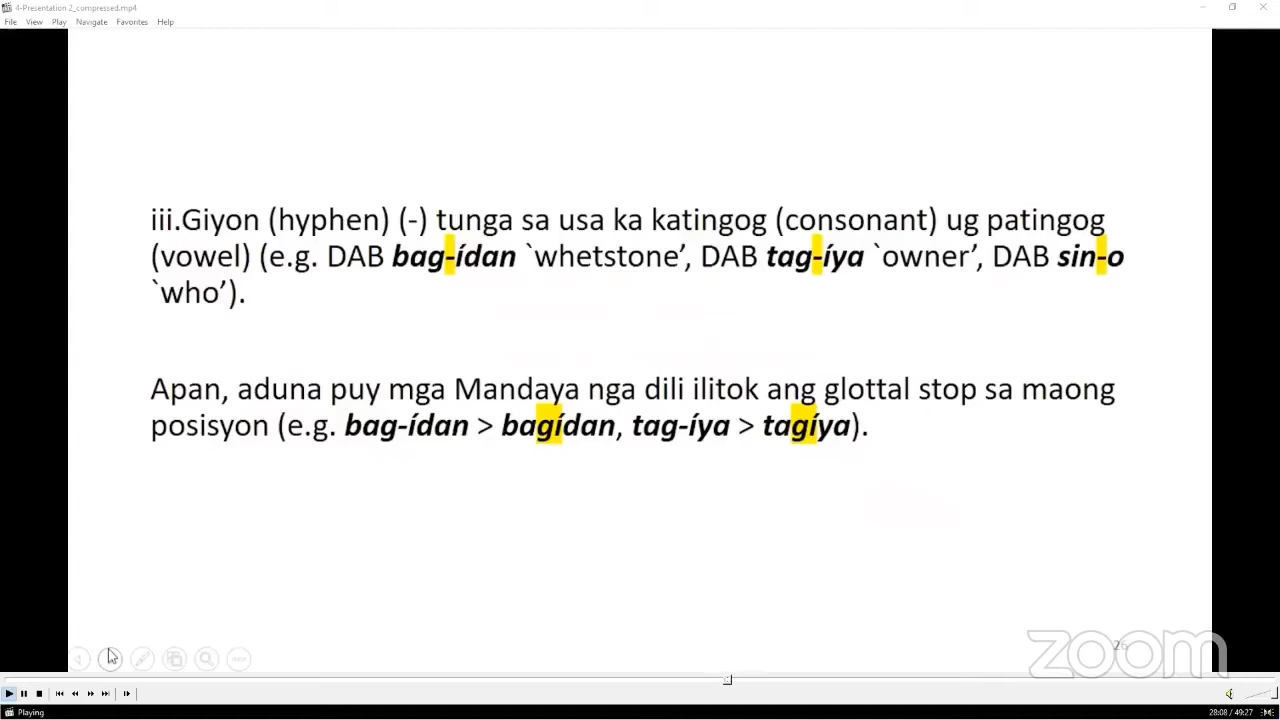 4-Presentation 2_compressed.mp4
File View Play Navigate Favorites Help
iii.Giyon (hyphen) (-) tunga sa usa ka katingog (consonant) ug patingog
(vowel) (e.g. DAB bag-ídan `whetstone’, DAB tag-íya `owner’, DAB sin-o
`who’).
Apan, aduna puy mga Mandaya nga dili ilitok ang glottal stop sa maong
posisyon (e.g. bag-ídan > bagídan, tag-íya > tagíya).
26
zoom
Playing 28:08 / 49:27